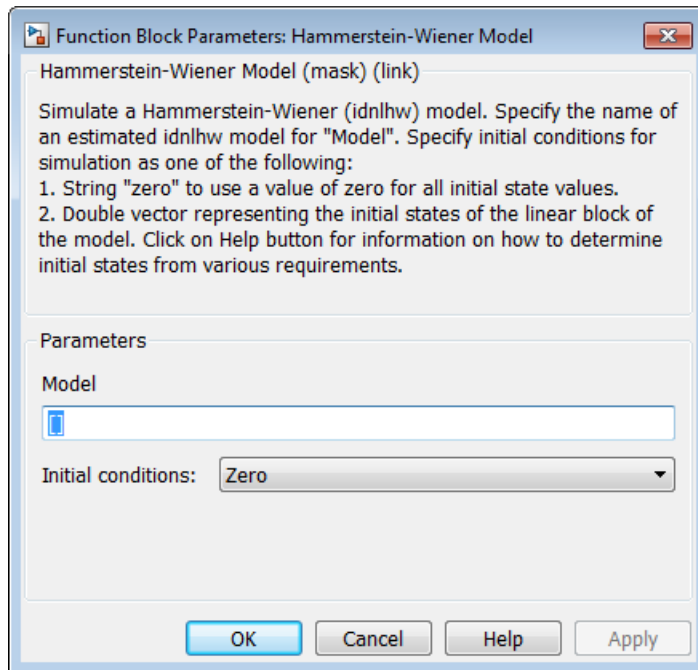 Function Block Parameters: Hammerstein-Wiener Model
Hammerstein-Wiener Model (mask) (link)
Simulate a Hammerstein-Wiener (idnlhw) model. Specify the name of
an estimated idnlhw model for "Model". Specify initial conditions for
simulation as one of the following:
1. String "zero" to use a value of zero for all initial state values.
2. Double vector representing the initial states of the linear block of
the model. Click on Help button for information on how to determine
initial states from various requirements.
Parameters
Model
[]
Initial conditions: Zero
OK Cancel Help Apply